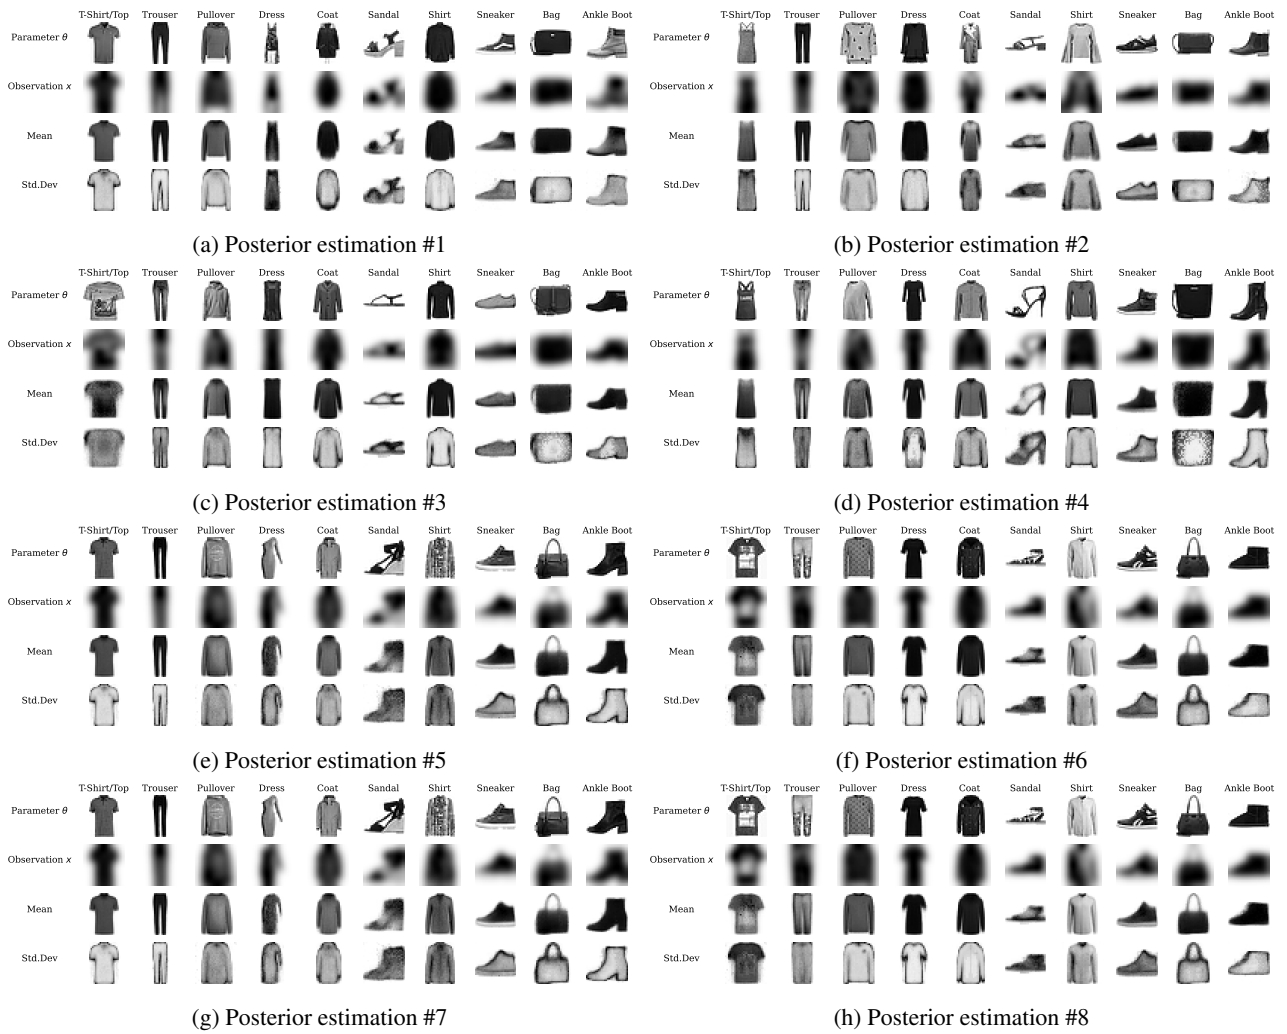 T-Shirt/Top Trouser Pullover Dress Coat Sandal Shirt Sneaker Bag Ankle Boot
Parameter θ
Observation x
Mean
Std.Dev
(a) Posterior estimation #1
T-Shirt/Top Trouser Pullover Dress Coat Sandal Shirt Sneaker Bag Ankle Boot
Parameter θ
Observation x
Mean
Std.Dev
(b) Posterior estimation #2
T-Shirt/Top Trouser Pullover Dress Coat Sandal Shirt Sneaker Bag Ankle Boot
Parameter θ
Observation x
Mean
Std.Dev
(c) Posterior estimation #3
T-Shirt/Top Trouser Pullover Dress Coat Sandal Shirt Sneaker Bag Ankle Boot
Parameter θ
Observation x
Mean
Std.Dev
(d) Posterior estimation #4
T-Shirt/Top Trouser Pullover Dress Coat Sandal Shirt Sneaker Bag Ankle Boot
Parameter θ
Observation x
Mean
Std.Dev
(e) Posterior estimation #5
T-Shirt/Top Trouser Pullover Dress Coat Sandal Shirt Sneaker Bag Ankle Boot
Parameter θ
Observation x
Mean
Std.Dev
(f) Posterior estimation #6
T-Shirt/Top Trouser Pullover Dress Coat Sandal Shirt Sneaker Bag Ankle Boot
Parameter θ
Observation x
Mean
Std.Dev
(g) Posterior estimation #7
T-Shirt/Top Trouser Pullover Dress Coat Sandal Shirt Sneaker Bag Ankle Boot
Parameter θ
Observation x
Mean
Std.Dev
(h) Posterior estimation #8